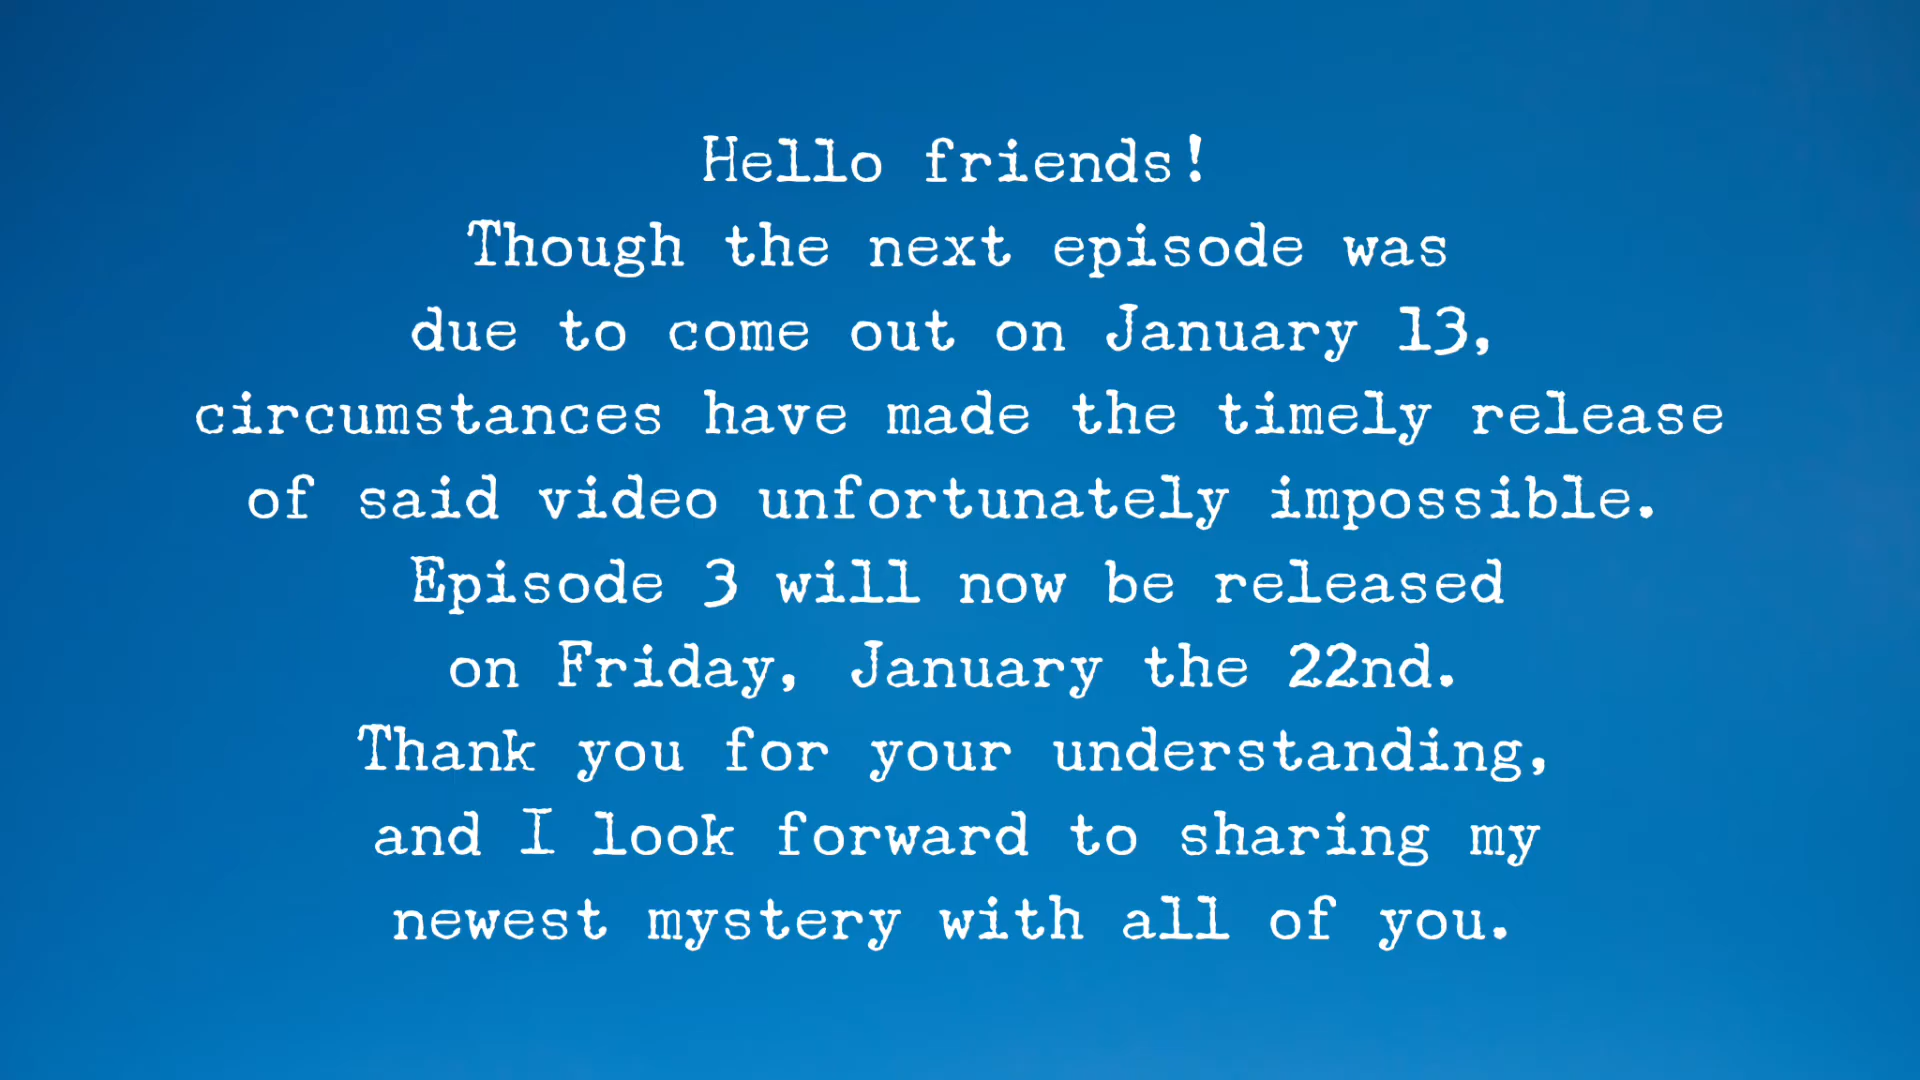 Hello friends!
Though the next episode was
due to come out on January 13,
circumstances have made the timely release
of said video unfortunately impossible.
Episode 3 will now be released
on Friday, January the 22nd.
Thank you for your understanding,
and I look forward to sharing my
newest mystery with all of you.